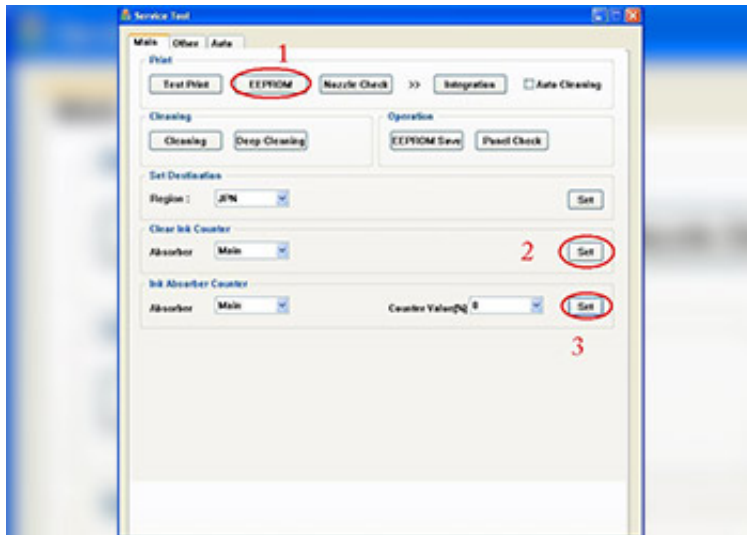 Service Tool
Main Other Auto
1
Print
Test Print EEPROM Nozzle Check >> Integration Auto Cleaning
Cleaning Operation
Cleaning Deep Cleaning EEPROM Save Panel Check
Set Destination
Region : JPN Set
Clear Ink Counter
Absorber Main 2 Set
Ink Absorber Counter
Absorber Main Counter Value(%) 0 Set
3